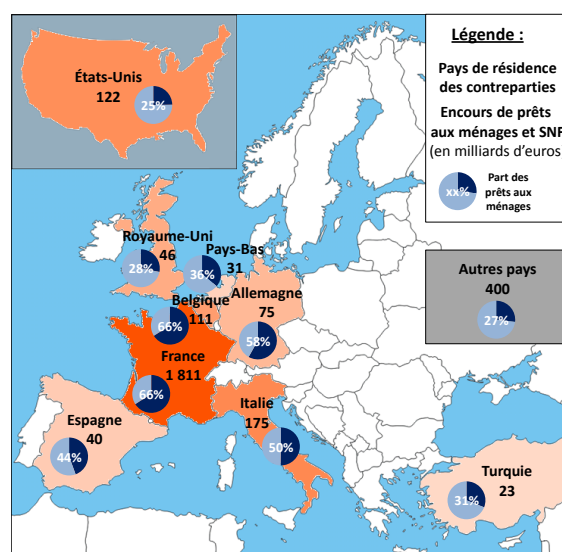 États-Unis
122
25%
Légende :
Pays de résidence
des contreparties
Encours de prêts
aux ménages et SNF
(en milliards d'euros
xx%
Part des
prêts aux
ménages
Royaume-Uni
46
28%
Pays-Bas
31
36%
Autres pays
400
27%
Belgique
111
66%
Allemagne
75
58%
France
1 811
66%
Italie
175
50%
Espagne
40
44%
Turquie
23
31%